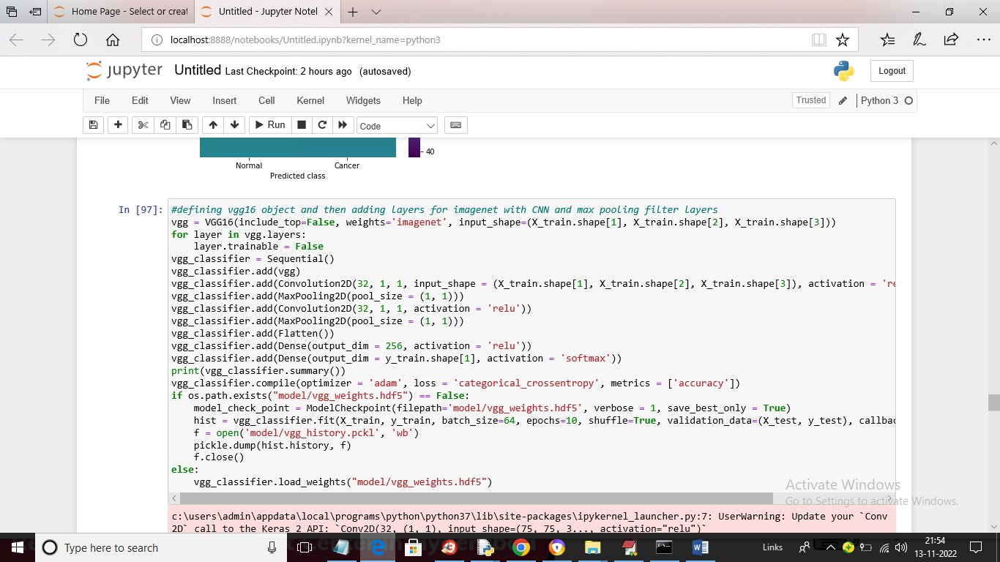 Home Page - Select or creat
Untitled - Jupyter Notel
localhost:8888/notebooks/Untitled.ipynb?kernel_name=python3
jupyter Untitled Last Checkpoint: 2 hours ago (autosaved)
Logout
File Edit View Insert Cell Kernel Widgets Help
Trusted Python 3
Run Code
40
Normal Cancer
Predicted class
In [97]:
#defining vgg16 object and then adding layers for imagenet with CNN and max pooling filter layers
vgg = VGG16(include_top=False, weights='imagenet', input_shape=(X_train.shape[1], X_train.shape[2], X_train.shape[3]))
for layer in vgg.layers:
    layer.trainable = False
vgg_classifier = Sequential()
vgg_classifier.add(vgg)
vgg_classifier.add(Convolution2D(32, 1, 1, input_shape = (X_train.shape[1], X_train.shape[2], X_train.shape[3]), activation = 're
vgg_classifier.add(MaxPooling2D(pool_size = (1, 1)))
vgg_classifier.add(Convolution2D(32, 1, 1, activation = 'relu'))
vgg_classifier.add(MaxPooling2D(pool_size = (1, 1)))
vgg_classifier.add(Flatten())
vgg_classifier.add(Dense(output_dim = 256, activation = 'relu'))
vgg_classifier.add(Dense(output_dim = y_train.shape[1], activation = 'softmax'))
print(vgg_classifier.summary())
vgg_classifier.compile(optimizer = 'adam', loss = 'categorical_crossentropy', metrics = ['accuracy'])
if os.path.exists("model/vgg_weights.hdf5") == False:
    model_check_point = ModelCheckpoint(filepath='model/vgg_weights.hdf5', verbose = 1, save_best_only = True)
    hist = vgg_classifier.fit(X_train, y_train, batch_size=64, epochs=10, shuffle=True, validation_data=(X_test, y_test), callbac
    f = open('model/vgg_history.pckl', 'wb')
    pickle.dump(hist.history, f)
    f.close()
else:
    vgg_classifier.load_weights("model/vgg_weights.hdf5")
Activate Windows
Go to Settings to activate Windows.
c:\users\admin\appdata\local\programs\python\python37\lib\site-packages\ipykernel_launcher.py:7: UserWarning: Update your `Conv
2D` call to the Keras 2 API: `Conv2D(32, (1, 1), input_shape=(75, 75, 3..., activation="relu")`
Type here to search
Links
21:54
13-11-2022